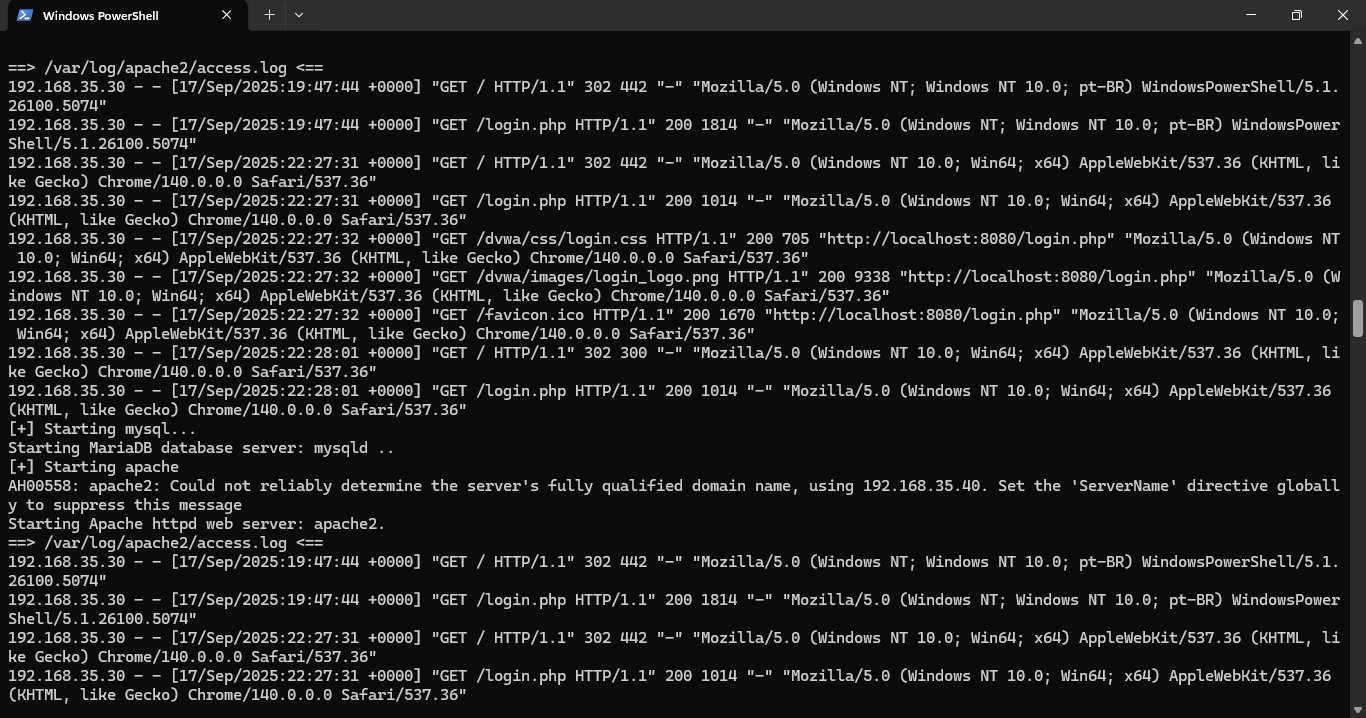 Windows PowerShell
==> /var/log/apache2/access.log <==
192.168.35.30 - - [17/Sep/2025:19:47:44 +0000] "GET / HTTP/1.1" 302 442 "-" "Mozilla/5.0 (Windows NT; Windows NT 10.0; pt-BR) WindowsPowerShell/5.1.
26100.5074"
192.168.35.30 - - [17/Sep/2025:19:47:44 +0000] "GET /login.php HTTP/1.1" 200 1814 "-" "Mozilla/5.0 (Windows NT; Windows NT 10.0; pt-BR) WindowsPower
Shell/5.1.26100.5074"
192.168.35.30 - - [17/Sep/2025:22:27:31 +0000] "GET / HTTP/1.1" 302 442 "-" "Mozilla/5.0 (Windows NT 10.0; Win64; x64) AppleWebKit/537.36 (KHTML, li
ke Gecko) Chrome/140.0.0.0 Safari/537.36"
192.168.35.30 - - [17/Sep/2025:22:27:31 +0000] "GET /login.php HTTP/1.1" 200 1014 "-" "Mozilla/5.0 (Windows NT 10.0; Win64; x64) AppleWebKit/537.36
(KHTML, like Gecko) Chrome/140.0.0.0 Safari/537.36"
192.168.35.30 - - [17/Sep/2025:22:27:32 +0000] "GET /dvwa/css/login.css HTTP/1.1" 200 705 "http://localhost:8080/login.php" "Mozilla/5.0 (Windows NT
 10.0; Win64; x64) AppleWebKit/537.36 (KHTML, like Gecko) Chrome/140.0.0.0 Safari/537.36"
192.168.35.30 - - [17/Sep/2025:22:27:32 +0000] "GET /dvwa/images/login_logo.png HTTP/1.1" 200 9338 "http://localhost:8080/login.php" "Mozilla/5.0 (W
indows NT 10.0; Win64; x64) AppleWebKit/537.36 (KHTML, like Gecko) Chrome/140.0.0.0 Safari/537.36"
192.168.35.30 - - [17/Sep/2025:22:27:32 +0000] "GET /favicon.ico HTTP/1.1" 200 1670 "http://localhost:8080/login.php" "Mozilla/5.0 (Windows NT 10.0;
 Win64; x64) AppleWebKit/537.36 (KHTML, like Gecko) Chrome/140.0.0.0 Safari/537.36"
192.168.35.30 - - [17/Sep/2025:22:28:01 +0000] "GET / HTTP/1.1" 302 300 "-" "Mozilla/5.0 (Windows NT 10.0; Win64; x64) AppleWebKit/537.36 (KHTML, li
ke Gecko) Chrome/140.0.0.0 Safari/537.36"
192.168.35.30 - - [17/Sep/2025:22:28:01 +0000] "GET /login.php HTTP/1.1" 200 1014 "-" "Mozilla/5.0 (Windows NT 10.0; Win64; x64) AppleWebKit/537.36
(KHTML, like Gecko) Chrome/140.0.0.0 Safari/537.36"
[+] Starting mysql...
Starting MariaDB database server: mysqld ..
[+] Starting apache
AH00558: apache2: Could not reliably determine the server's fully qualified domain name, using 192.168.35.40. Set the 'ServerName' directive globall
y to suppress this message
Starting Apache httpd web server: apache2.
==> /var/log/apache2/access.log <==
192.168.35.30 - - [17/Sep/2025:19:47:44 +0000] "GET / HTTP/1.1" 302 442 "-" "Mozilla/5.0 (Windows NT; Windows NT 10.0; pt-BR) WindowsPowerShell/5.1.
26100.5074"
192.168.35.30 - - [17/Sep/2025:19:47:44 +0000] "GET /login.php HTTP/1.1" 200 1814 "-" "Mozilla/5.0 (Windows NT; Windows NT 10.0; pt-BR) WindowsPower
Shell/5.1.26100.5074"
192.168.35.30 - - [17/Sep/2025:22:27:31 +0000] "GET / HTTP/1.1" 302 442 "-" "Mozilla/5.0 (Windows NT 10.0; Win64; x64) AppleWebKit/537.36 (KHTML, li
ke Gecko) Chrome/140.0.0.0 Safari/537.36"
192.168.35.30 - - [17/Sep/2025:22:27:31 +0000] "GET /login.php HTTP/1.1" 200 1014 "-" "Mozilla/5.0 (Windows NT 10.0; Win64; x64) AppleWebKit/537.36
(KHTML, like Gecko) Chrome/140.0.0.0 Safari/537.36"